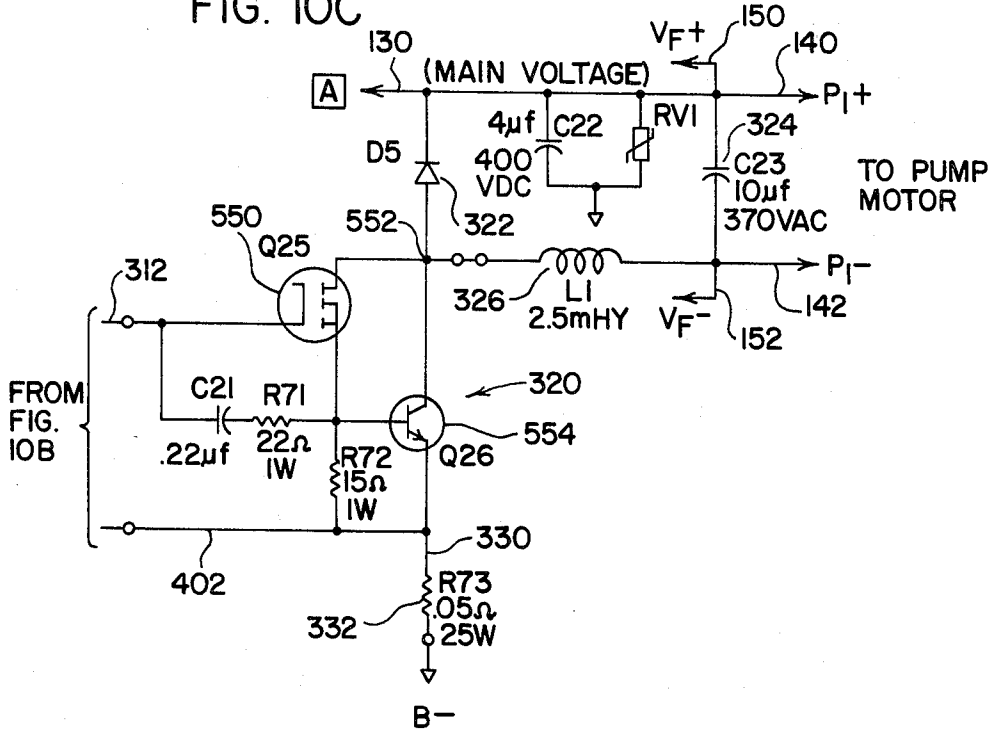 FIG. 10C
130
(MAIN VOLTAGE)
VF+
150
140
A
P1+
4µf
C22
RV1
324
D5
400
VDC
C23
10µf
370VAC
TO PUMP
MOTOR
322
550
Q25
552
312
326
L1
2.5mHY
P1-
142
VF-
152
FROM
FIG.
10B
C21
R71
320
.22µf
22Ω
1W
R72
15Ω
1W
554
Q26
402
330
R73
.05Ω
25W
332
B-